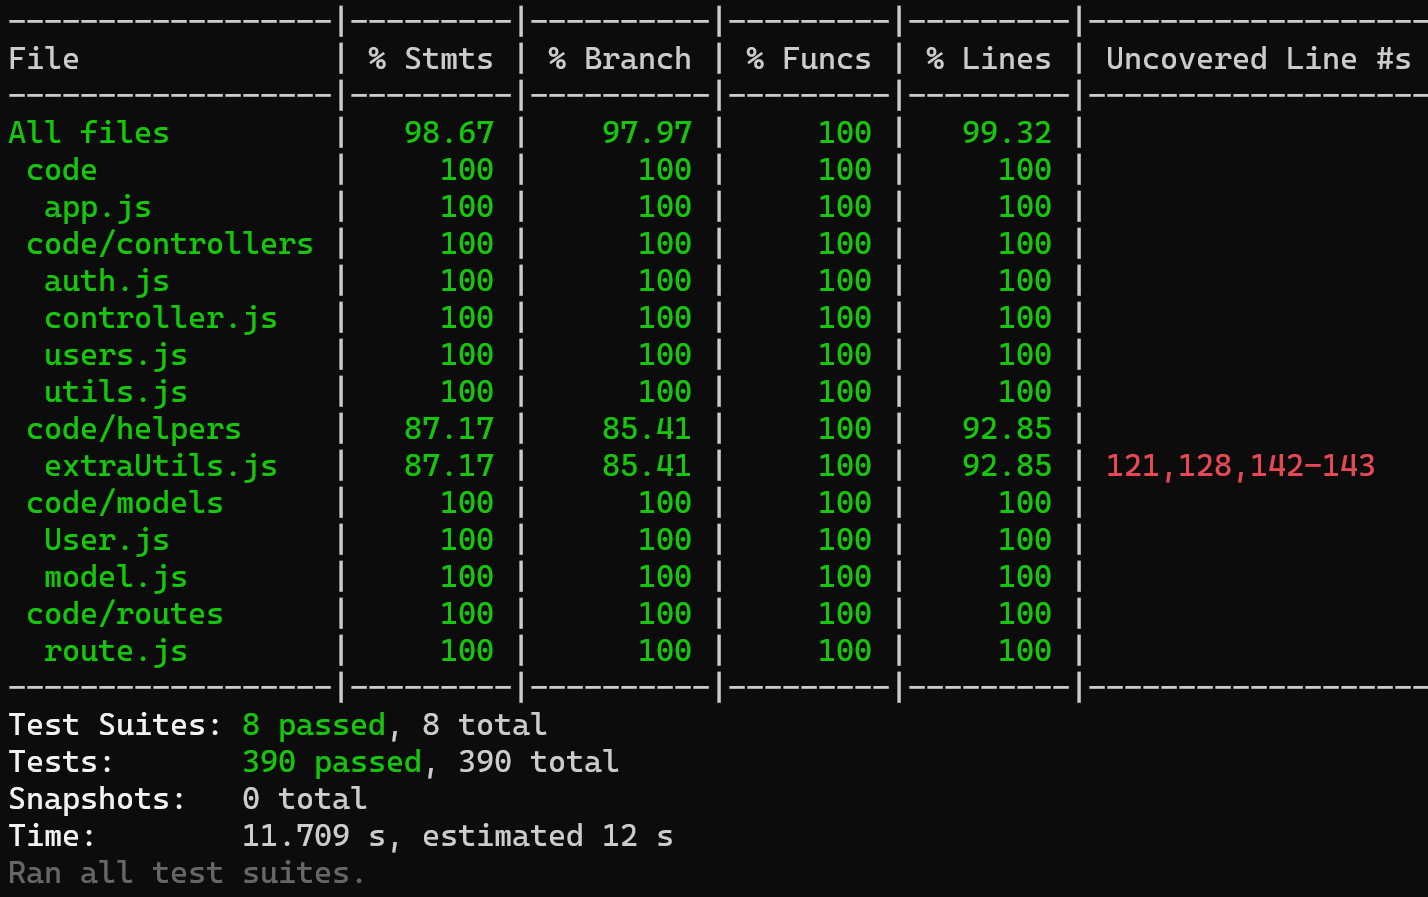 ------------------|---------|----------|---------|---------|-------------------
File              | % Stmts | % Branch | % Funcs | % Lines | Uncovered Line #s
------------------|---------|----------|---------|---------|-------------------
All files         |   98.67 |    97.97 |     100 |   99.32 |
 code             |     100 |      100 |     100 |     100 |
  app.js          |     100 |      100 |     100 |     100 |
 code/controllers |     100 |      100 |     100 |     100 |
  auth.js         |     100 |      100 |     100 |     100 |
  controller.js   |     100 |      100 |     100 |     100 |
  users.js        |     100 |      100 |     100 |     100 |
  utils.js        |     100 |      100 |     100 |     100 |
 code/helpers     |   87.17 |    85.41 |     100 |   92.85 |
  extraUtils.js   |   87.17 |    85.41 |     100 |   92.85 | 121,128,142-143
 code/models      |     100 |      100 |     100 |     100 |
  User.js         |     100 |      100 |     100 |     100 |
  model.js        |     100 |      100 |     100 |     100 |
 code/routes      |     100 |      100 |     100 |     100 |
  route.js        |     100 |      100 |     100 |     100 |
------------------|---------|----------|---------|---------|-------------------
Test Suites: 8 passed, 8 total
Tests:       390 passed, 390 total
Snapshots:   0 total
Time:        11.709 s, estimated 12 s
Ran all test suites.